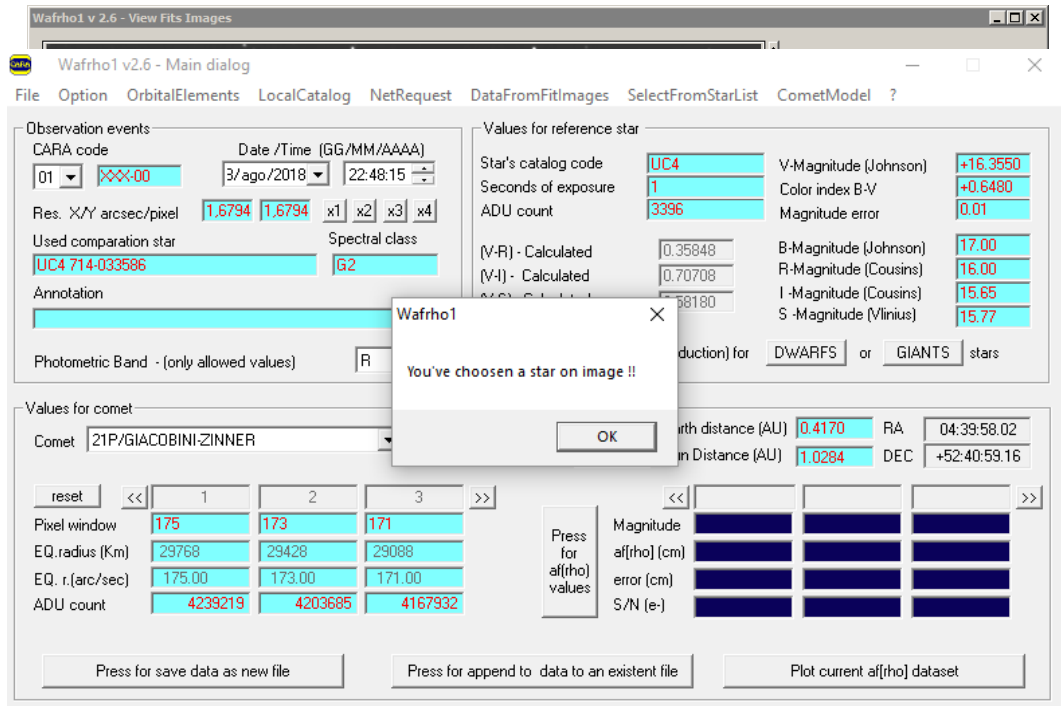 Wafrho1 v 2.6 - View Fits Images
CARA Wafrho1 v2.6 - Main dialog
File Option OrbitalElements LocalCatalog NetRequest DataFromFitImages SelectFromStarList CometModel ?
Observation events
CARA code Date /Time (GG/MM/AAAA)
01 XXX-00 3/ago/2018 22:48:15
Res. X/Y arcsec/pixel 1,6794 1,6794 x1 x2 x3 x4
Used comparation star Spectral class
UC4 714-033586 G2
Annotation
Photometric Band - (only allowed values) R
Values for reference star
Star's catalog code UC4 V-Magnitude (Johnson) +16.3550
Seconds of exposure 1 Color index B-V +0.6480
ADU count 3396 Magnitude error 0.01
(V-R) - Calculated 0.35848 B-Magnitude (Johnson) 17.00
(V-I) - Calculated 0.70708 R-Magnitude (Cousins) 16.00
I -Magnitude (Cousins) 15.65
58180 S -Magnitude (Vlinius) 15.77
duction) for DWARFS or GIANTS stars
Wafrho1
You've choosen a star on image !!
OK
Values for comet
Comet 21P/GIACOBINI-ZINNER
rth distance (AU) 0.4170 RA 04:39:58.02
n Distance (AU) 1.0284 DEC +52:40:59.16
reset << 1 2 3 >>
Pixel window 175 173 171
EQ.radius (Km) 29768 29428 29088
EQ. r.(arc/sec) 175.00 173.00 171.00
ADU count 4239219 4203685 4167932
Press for af(rho) values
<< >>
Magnitude
af[rho] (cm)
error (cm)
S/N (e-)
Press for save data as new file Press for append to data to an existent file Plot current af[rho] dataset